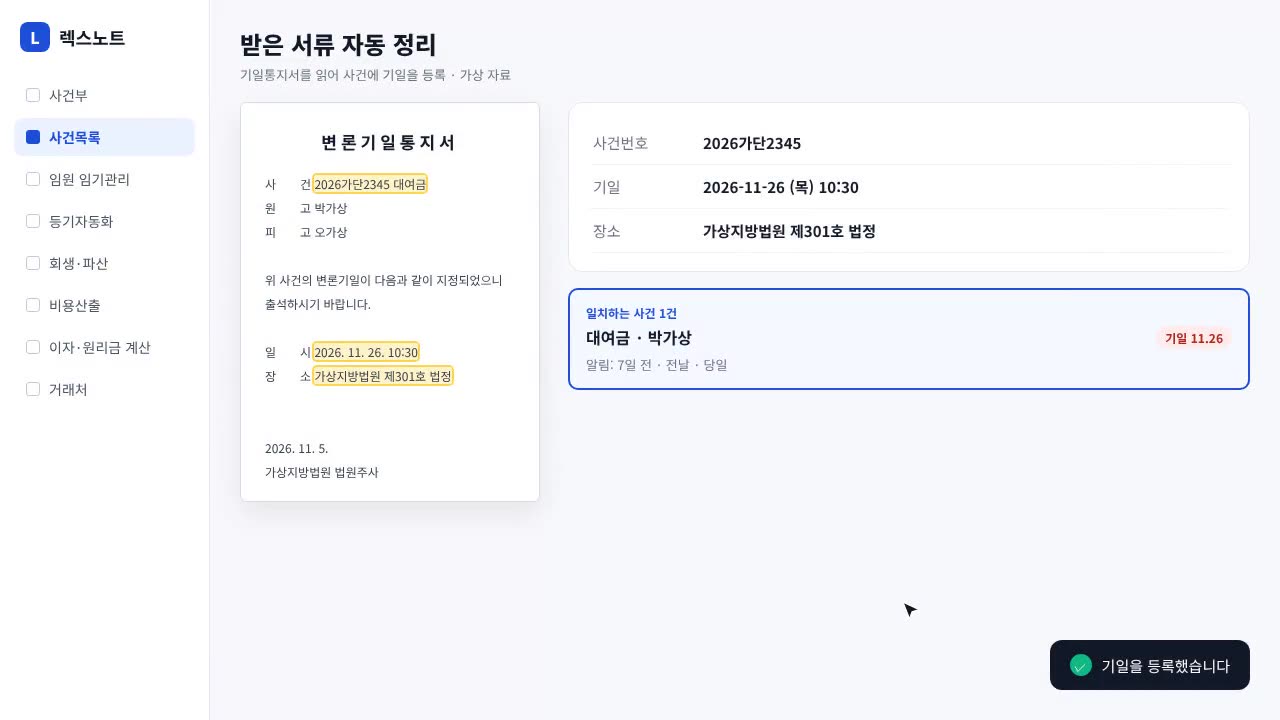 L 렉스노트
사건부
사건목록
임원 임기관리
등기자동화
회생·파산
비용산출
이자·원리금 계산
거래처
받은 서류 자동 정리
기일통지서를 읽어 사건에 기일을 등록 · 가상 자료
변 론 기 일 통 지 서
사 건 2026가단2345 대여금
원 고 박가상
피 고 오가상
위 사건의 변론기일이 다음과 같이 지정되었으니
출석하시기 바랍니다.
일 시 2026. 11. 26. 10:30
장 소 가상지방법원 제301호 법정
2026. 11. 5.
가상지방법원 법원주사
사건번호 2026가단2345
기일 2026-11-26 (목) 10:30
장소 가상지방법원 제301호 법정
일치하는 사건 1건
대여금 · 박가상
기일 11.26
알림: 7일 전 · 전날 · 당일
기일을 등록했습니다